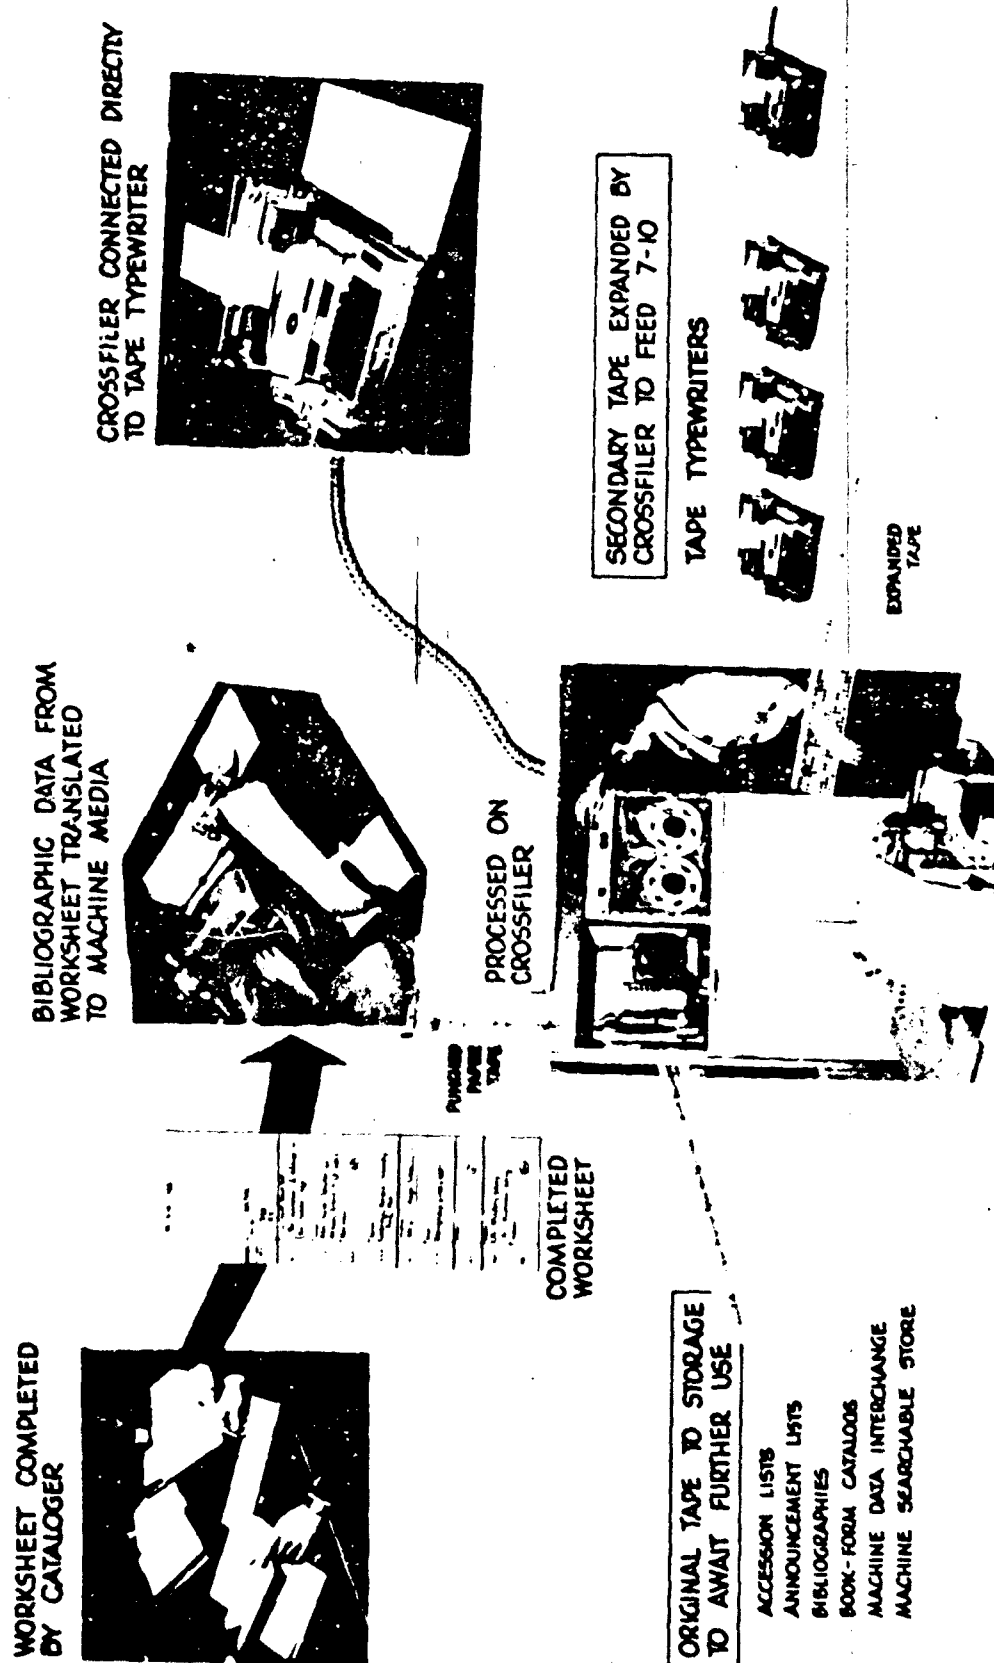 WORKSHEET COMPLETED
BY CATALOGER
BIBLIOGRAPHIC DATA FROM
WORKSHEET TRANSLATED
TO MACHINE MEDIA
CROSSFILER CONNECTED DIRECTLY
TO TAPE TYPEWRITER
COMPLETED
WORKSHEET
PUNCHED
PAPER
TAPE
PROCESSED ON
CROSSFILER
SECONDARY TAPE EXPANDED BY
CROSSFILER TO FEED 7-10
TAPE TYPEWRITERS
EXPANDED
TAPE
ORIGINAL TAPE TO STORAGE
TO AWAIT FURTHER USE
ACCESSION LISTS
ANNOUNCEMENT LISTS
BIBLIOGRAPHIES
BOOK-FORM CATALOGS
MACHINE DATA INTERCHANGE
MACHINE SEARCHABLE STORE